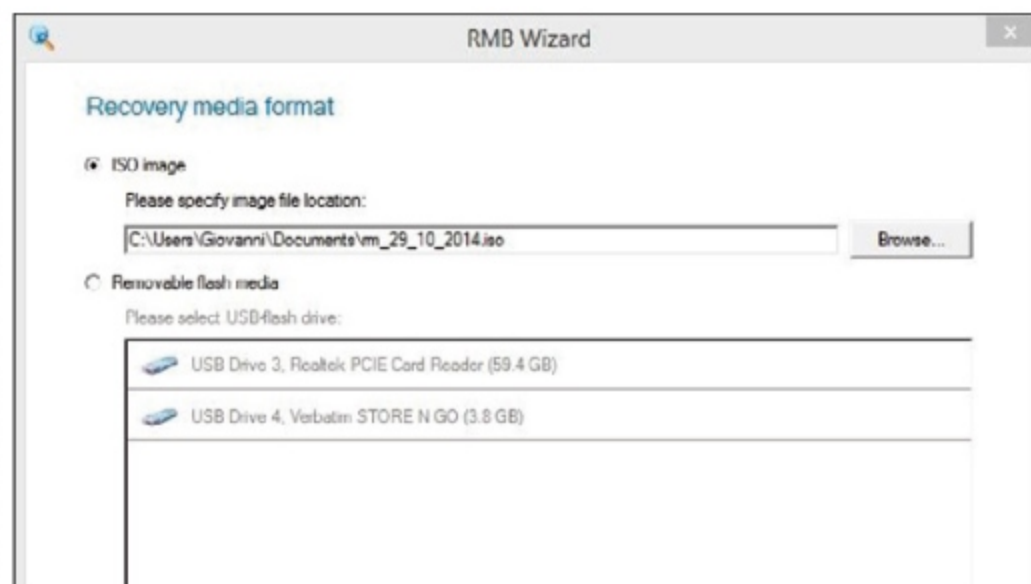 RMB Wizard
Recovery media format
ISO image
Please specify image file location:
C:\Users\Giovanni\Documents\rm_29_10_2014.iso
Browse...
Removable flash media
Please select USB-flash drive:
USB Drive 3, Realtek PCIE Card Reader (59.4 GB)
USB Drive 4, Verbatim STORE N GO (3.8 GB)